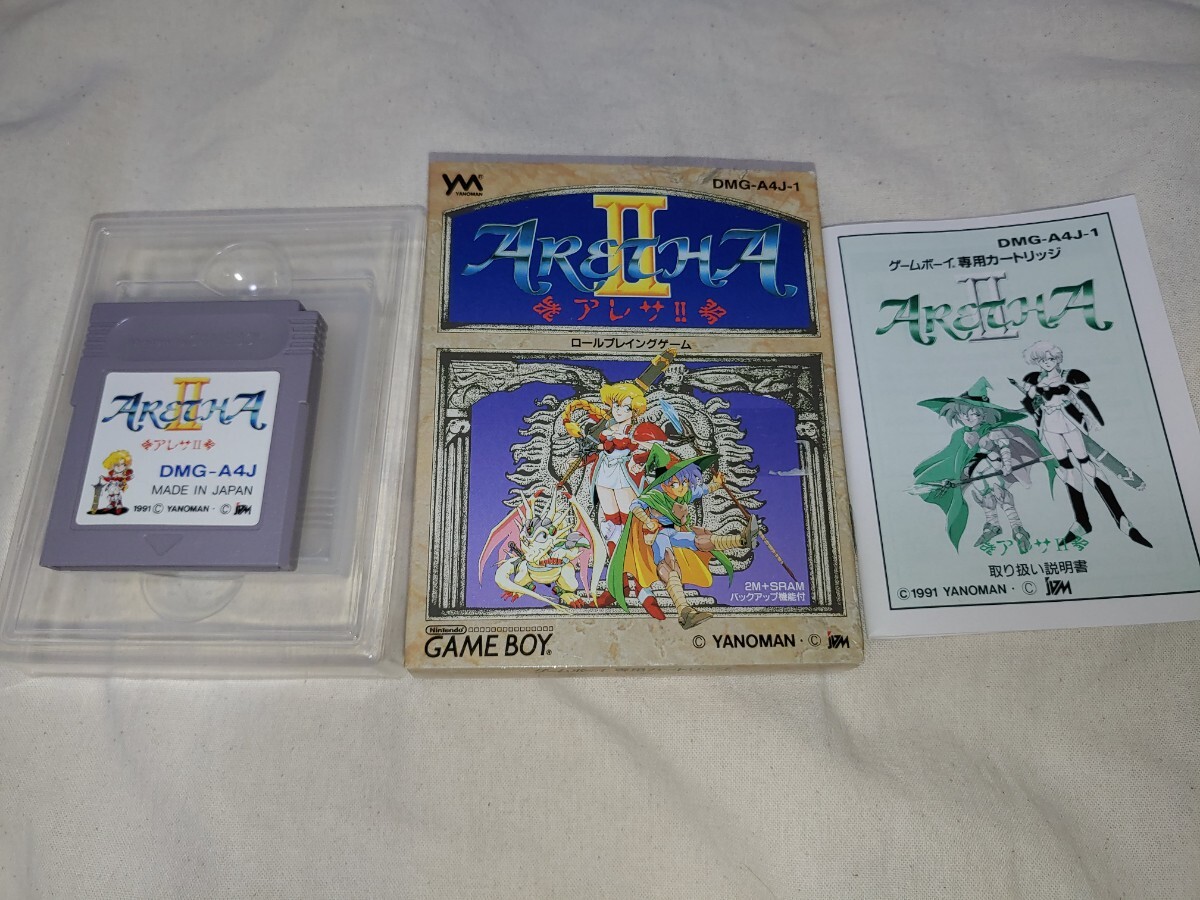 II
ARETHA
アレサII
DMG-A4J
MADE IN JAPAN
1991 © YANOMAN · © JVM
YM®
YANOMAN
DMG-A4J-1
II
ARETHA
アレサII
ロールプレイングゲーム
2M+SRAM
バックアップ機能付
Nintendo
GAME BOY®
© YANOMAN · © JVM
DMG-A4J-1
ゲームボーイ® 専用カートリッジ
II
ARETHA
アレサII
取り扱い説明書
© 1991 YANOMAN · © JVM